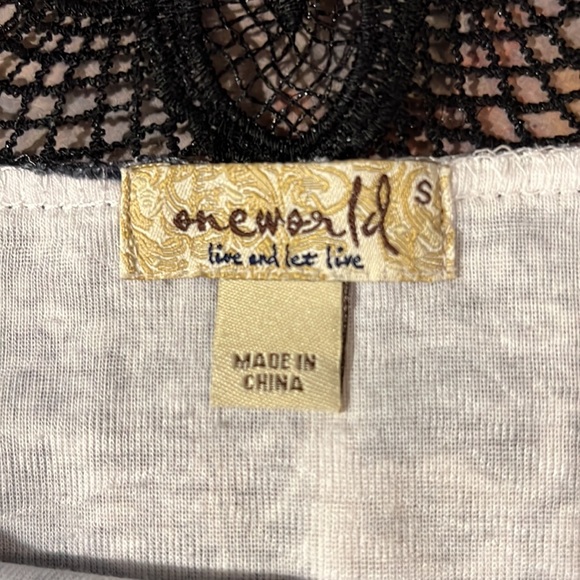 oneworld
S
live and let live
MADE IN
CHINA